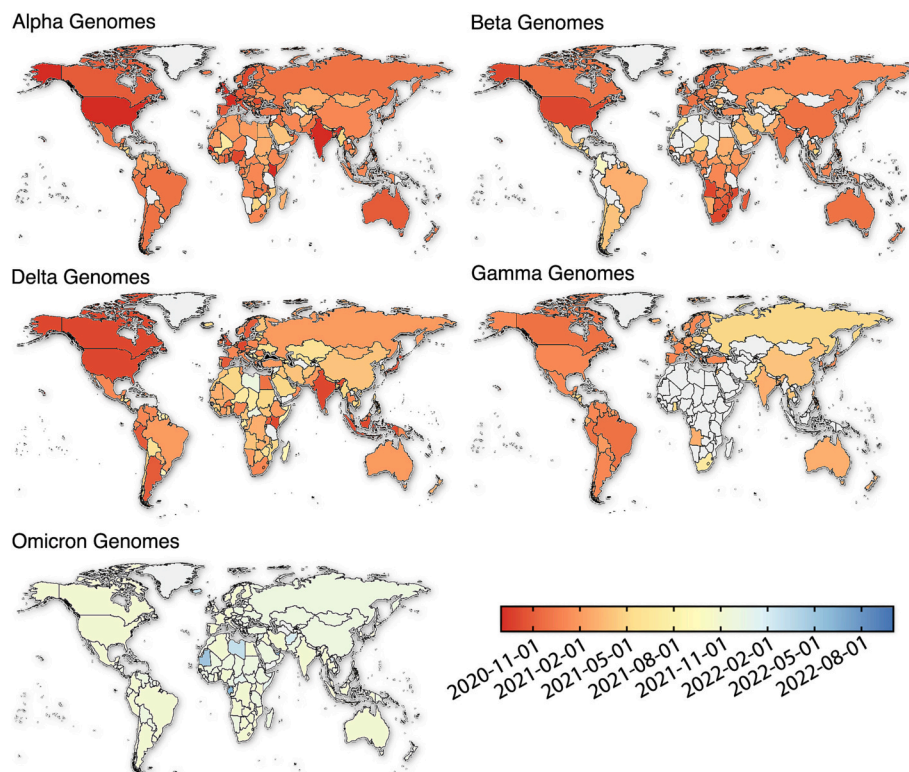 Alpha Genomes
Beta Genomes
Delta Genomes
Gamma Genomes
Omicron Genomes
2020-11-01
2021-02-01
2021-05-01
2021-08-01
2021-11-01
2022-02-01
2022-05-01
2022-08-01